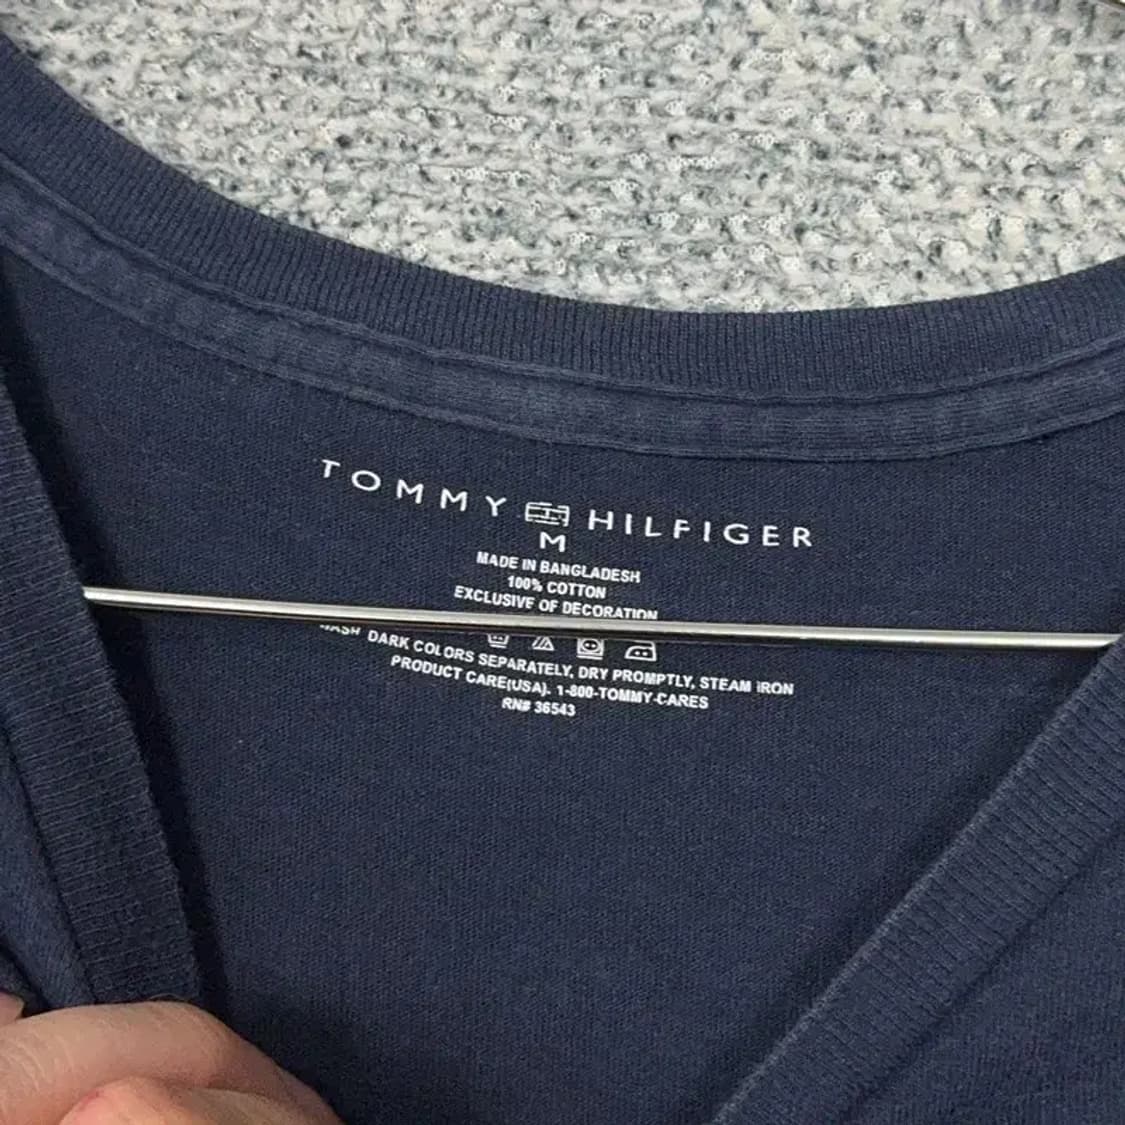 TOMMY HILFIGER
M
MADE IN BANGLADESH
100% COTTON
EXCLUSIVE OF DECORATION
WASH DARK COLORS SEPARATELY, DRY PROMPTLY, STEAM IRON
PRODUCT CARE(USA). 1-800-TOMMY-CARES
RN# 36543